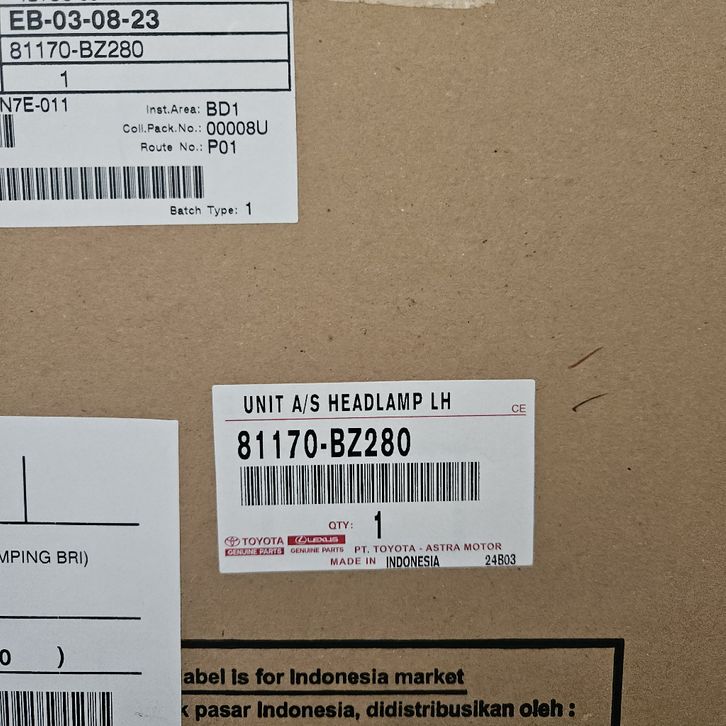 EB-03-08-23
81170-BZ280
1
N7E-011
Inst.Area: BD1
Coll.Pack.No.: 00008U
Route No.: P01
Batch Type: 1
UNIT A/S HEADLAMP LH
CE
81170-BZ280
QTY: 1
TOYOTA LEXUS
GENUINE PARTS GENUINE PARTS PT. TOYOTA - ASTRA MOTOR
MADE IN INDONESIA 24B03
MPING BRI)
0 )
abel is for Indonesia market
k pasar Indonesia, didistribusikan oleh :